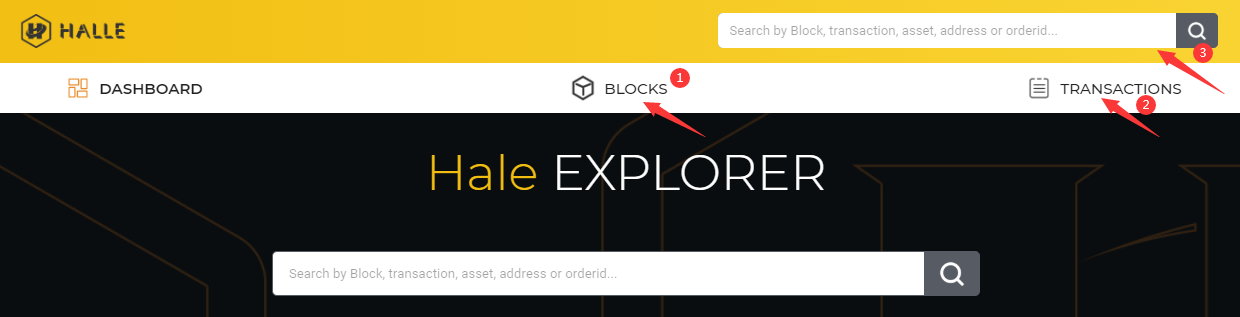 HALLE
Search by Block, transaction, asset, address or orderid...
3
DASHBOARD
BLOCKS 1
TRANSACTIONS
2
Hale EXPLORER
Search by Block, transaction, asset, address or orderid...